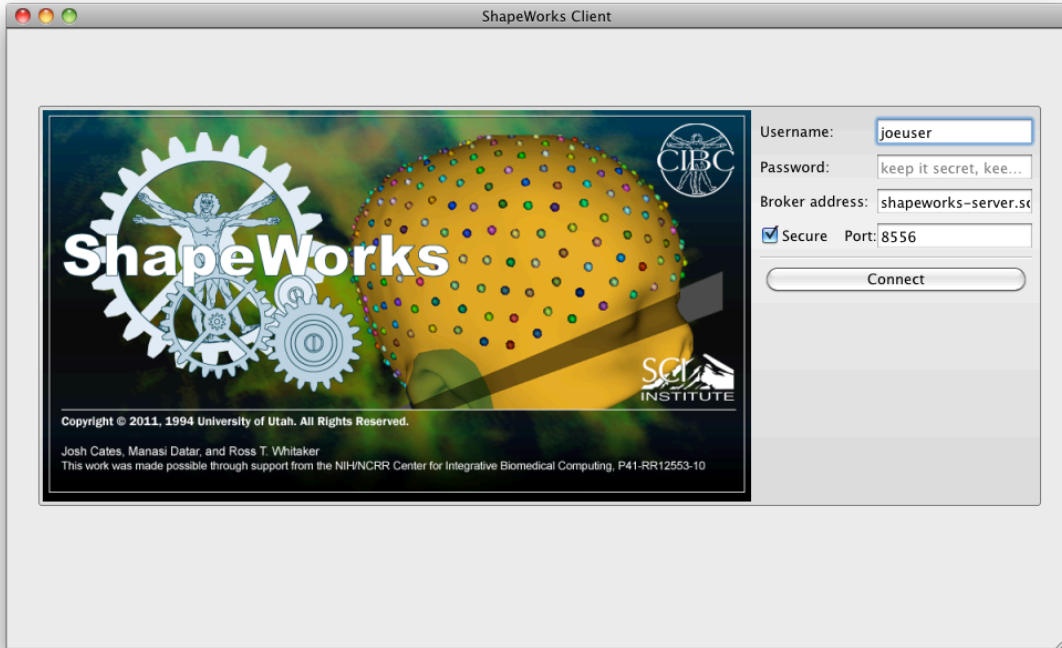 ShapeWorks Client
CIBC
ShapeWorks
SCI
INSTITUTE
Copyright © 2011, 1994 University of Utah. All Rights Reserved.
Josh Cates, Manasi Datar, and Ross T. Whitaker
This work was made possible through support from the NIH/NCRR Center for Integrative Biomedical Computing, P41-RR12553-10
Username: joeuser
Password: keep it secret, kee...
Broker address: shapeworks-server.sc
Secure Port: 8556
Connect